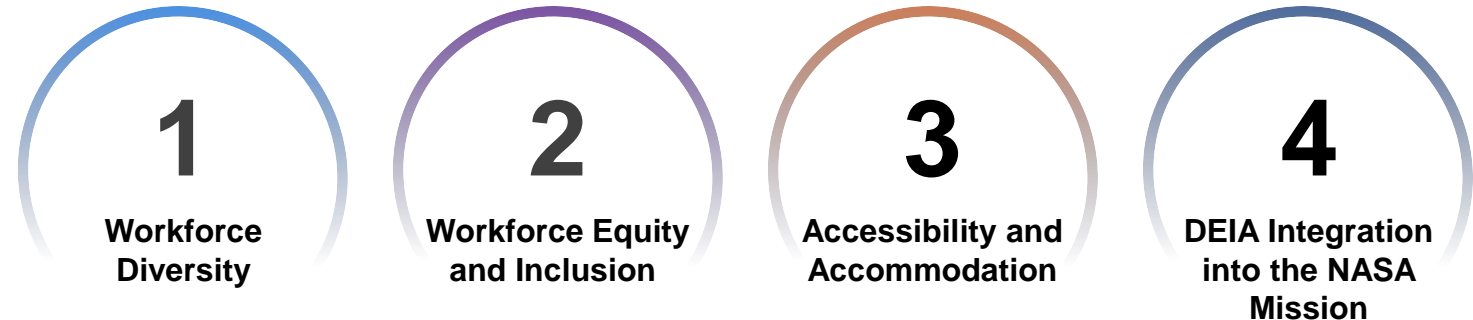 1
Workforce
Diversity
2
Workforce Equity
and Inclusion
3
Accessibility and
Accommodation
4
DEIA Integration
into the NASA
Mission